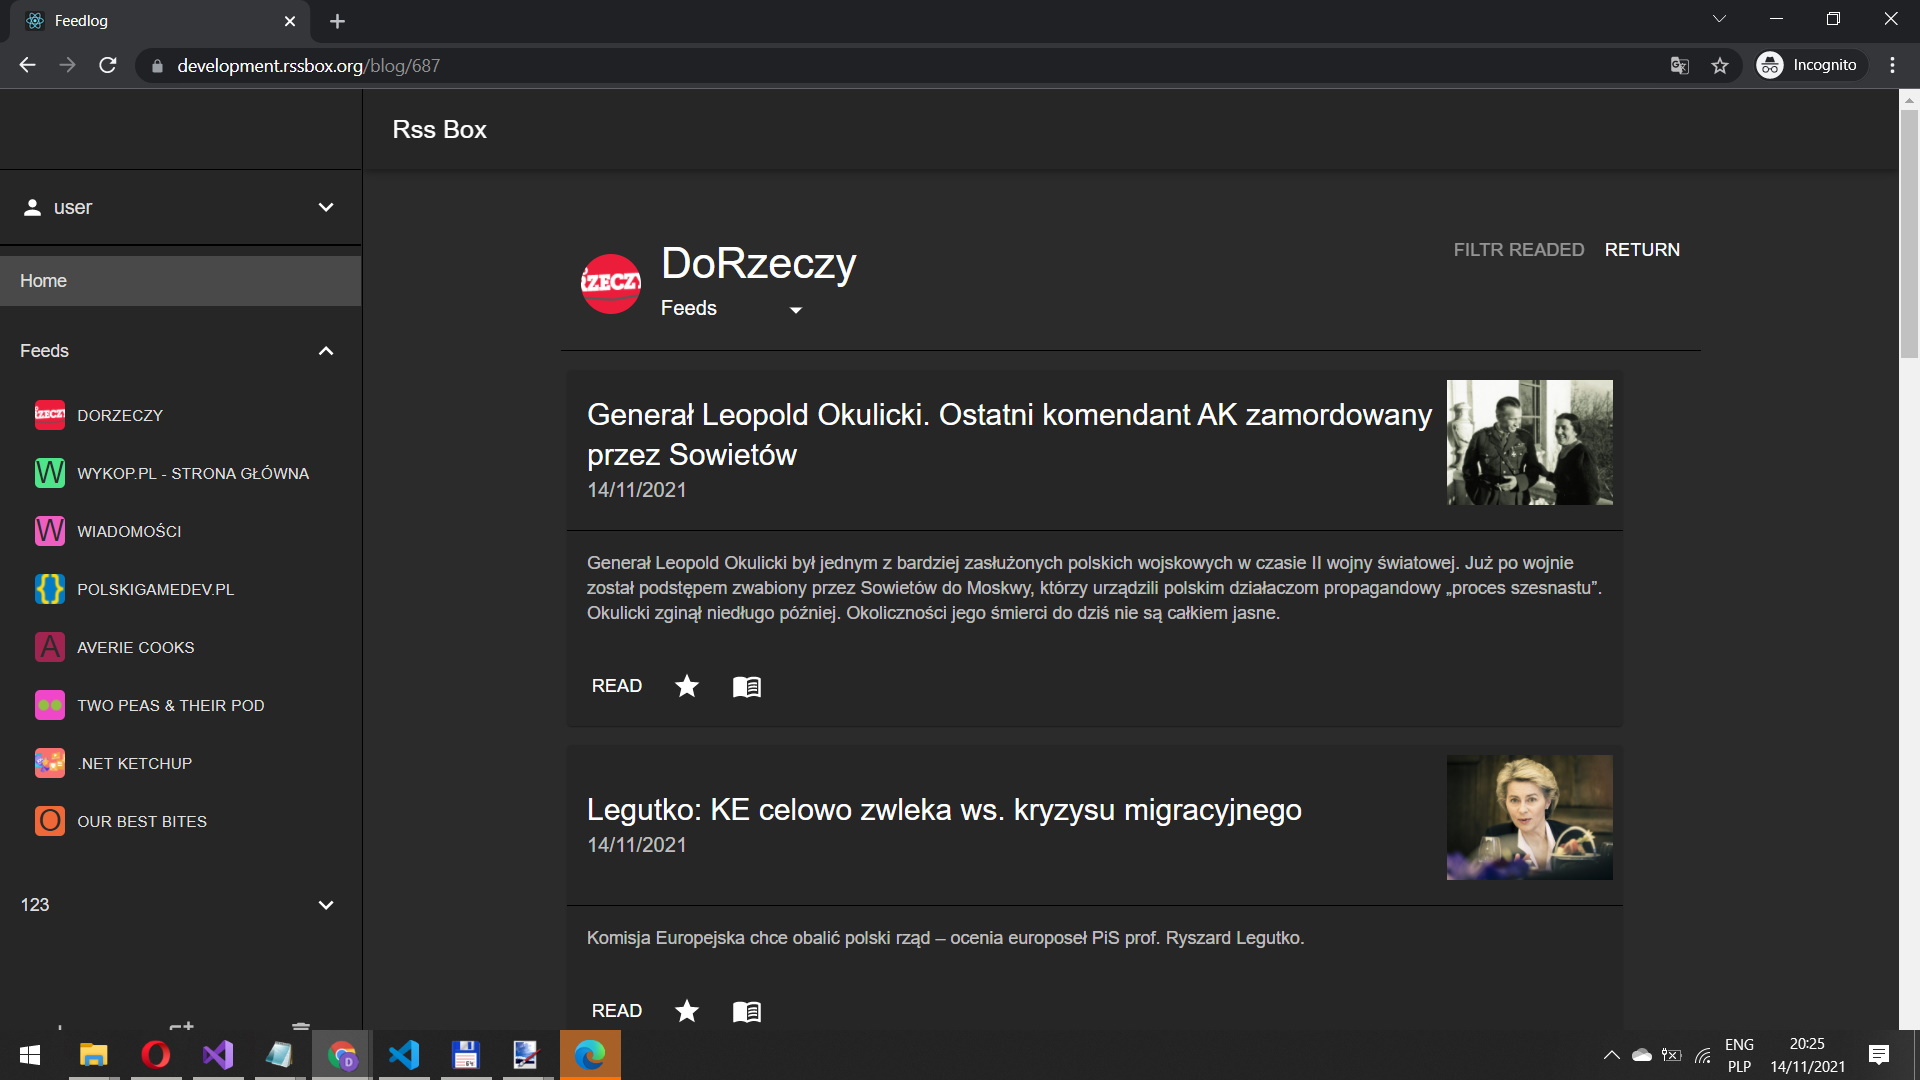 Feedlog
development.rssbox.org/blog/687
Incognito
Rss Box
user
Home
Feeds
DORZECZY
WYKOP.PL - STRONA GŁÓWNA
WIADOMOŚCI
POLSKIGAMEDEV.PL
AVERIE COOKS
TWO PEAS & THEIR POD
.NET KETCHUP
OUR BEST BITES
123
DoRzeczy
Feeds
FILTR READED RETURN
Generał Leopold Okulicki. Ostatni komendant AK zamordowany
przez Sowietów
14/11/2021
Generał Leopold Okulicki był jednym z bardziej zasłużonych polskich wojskowych w czasie II wojny światowej. Już po wojnie
został podstępem zwabiony przez Sowietów do Moskwy, którzy urządzili polskim działaczom propagandowy „proces szesnastu”.
Okulicki zginął niedługo później. Okoliczności jego śmierci do dziś nie są całkiem jasne.
READ
Legutko: KE celowo zwleka ws. kryzysu migracyjnego
14/11/2021
Komisja Europejska chce obalić polski rząd – ocenia europoseł PiS prof. Ryszard Legutko.
READ
ENG
PLP
20:25
14/11/2021